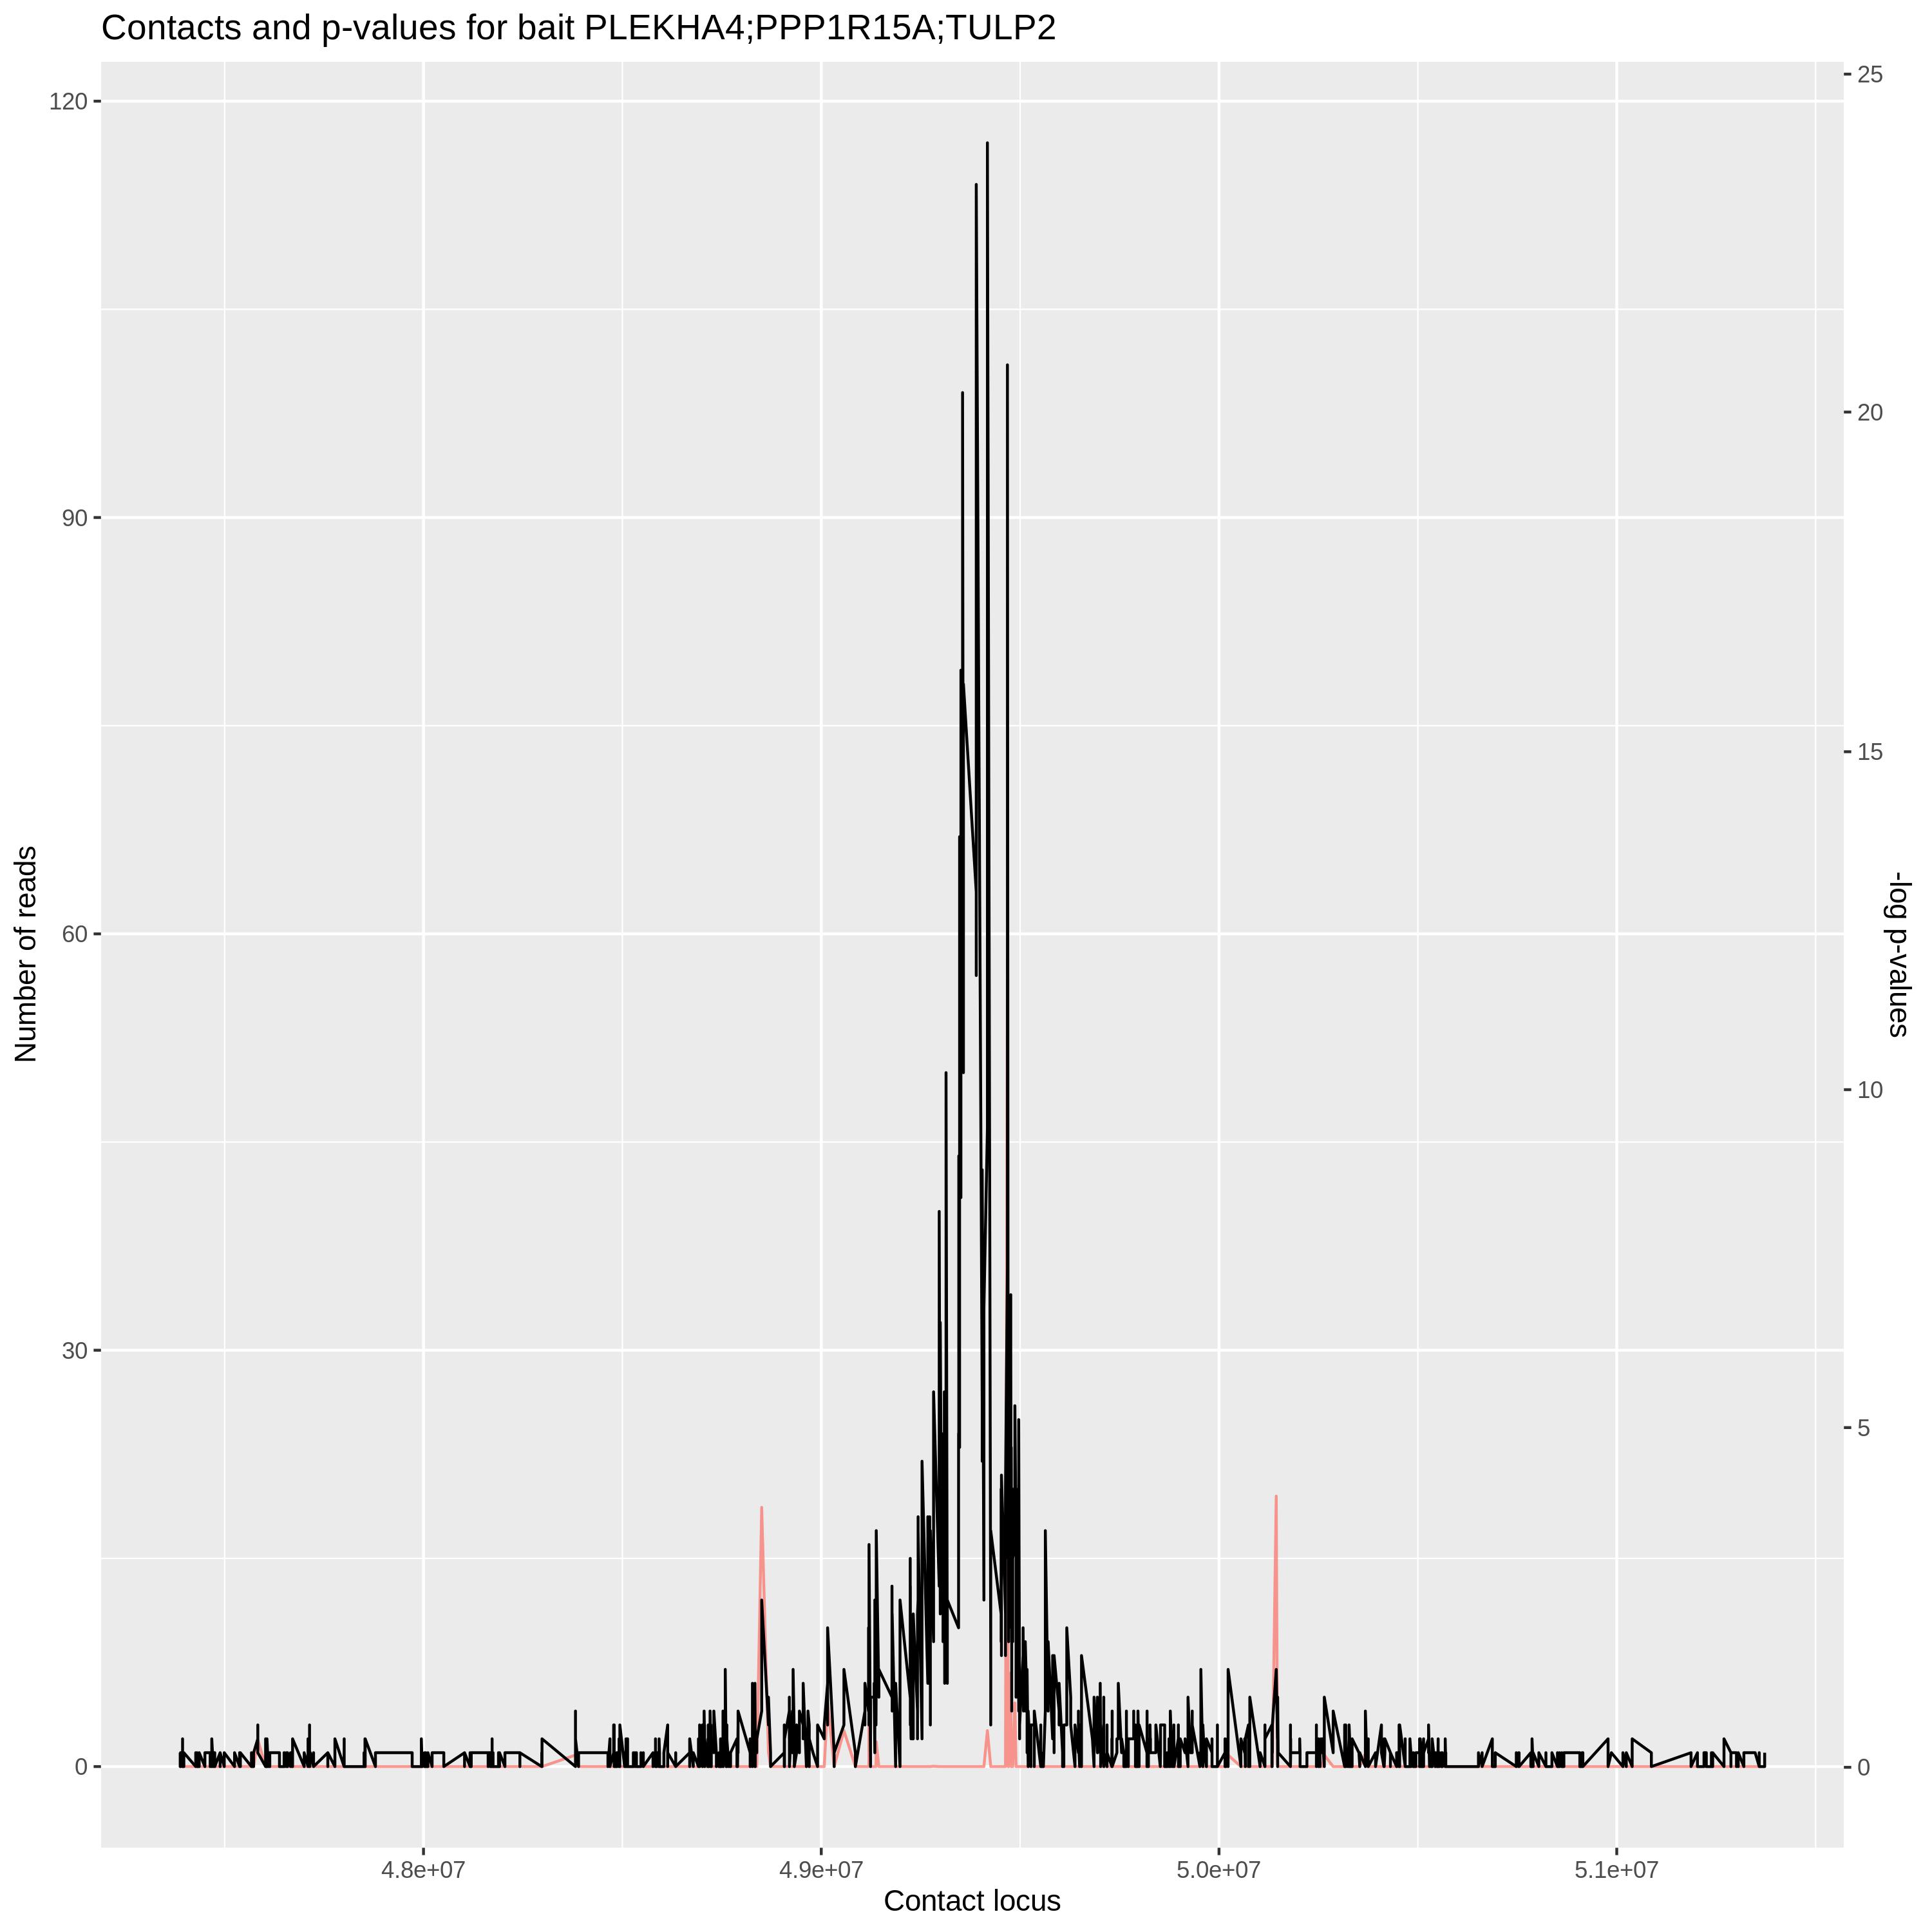 Contacts and p-values for bait PLEKHA4;PPP1R15A;TULP2
120
90
60
30
0
Number of reads
25
20
15
10
5
0
-log p-values
4.8e+07
4.9e+07
5.0e+07
5.1e+07
Contact locus